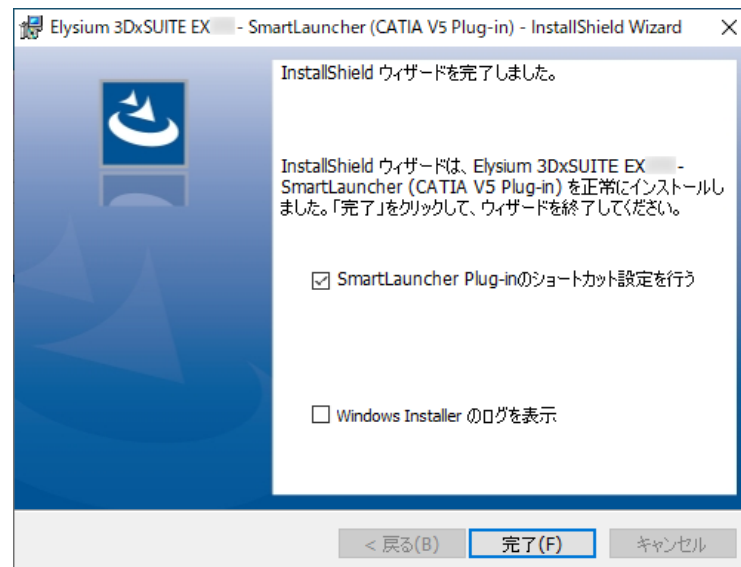 Elysium 3DxSUITE EX - SmartLauncher (CATIA V5 Plug-in) - InstallShield Wizard
InstallShield ウィザードを完了しました。
InstallShield ウィザードは、Elysium 3DxSUITE EX -
SmartLauncher (CATIA V5 Plug-in) を正常にインストールし
ました。「完了」をクリックして、ウィザードを終了してください。
SmartLauncher Plug-inのショートカット設定を行う
Windows Installer のログを表示
< 戻る(B)
完了(F)
キャンセル